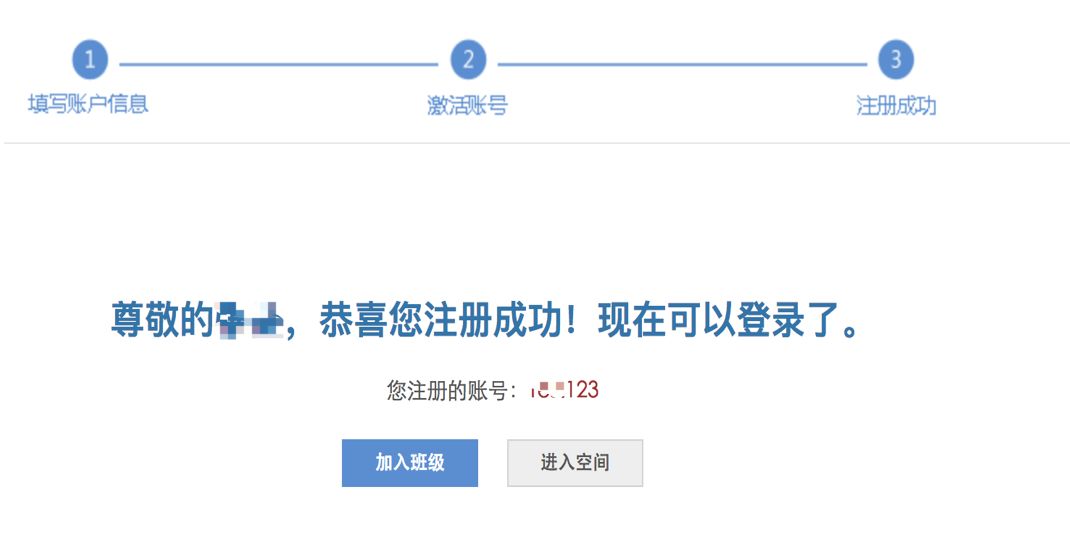 1 2 3
填写账户信息 激活账号 注册成功
尊敬的，恭喜您注册成功！现在可以登录了。
您注册的账号：123
加入班级 进入空间